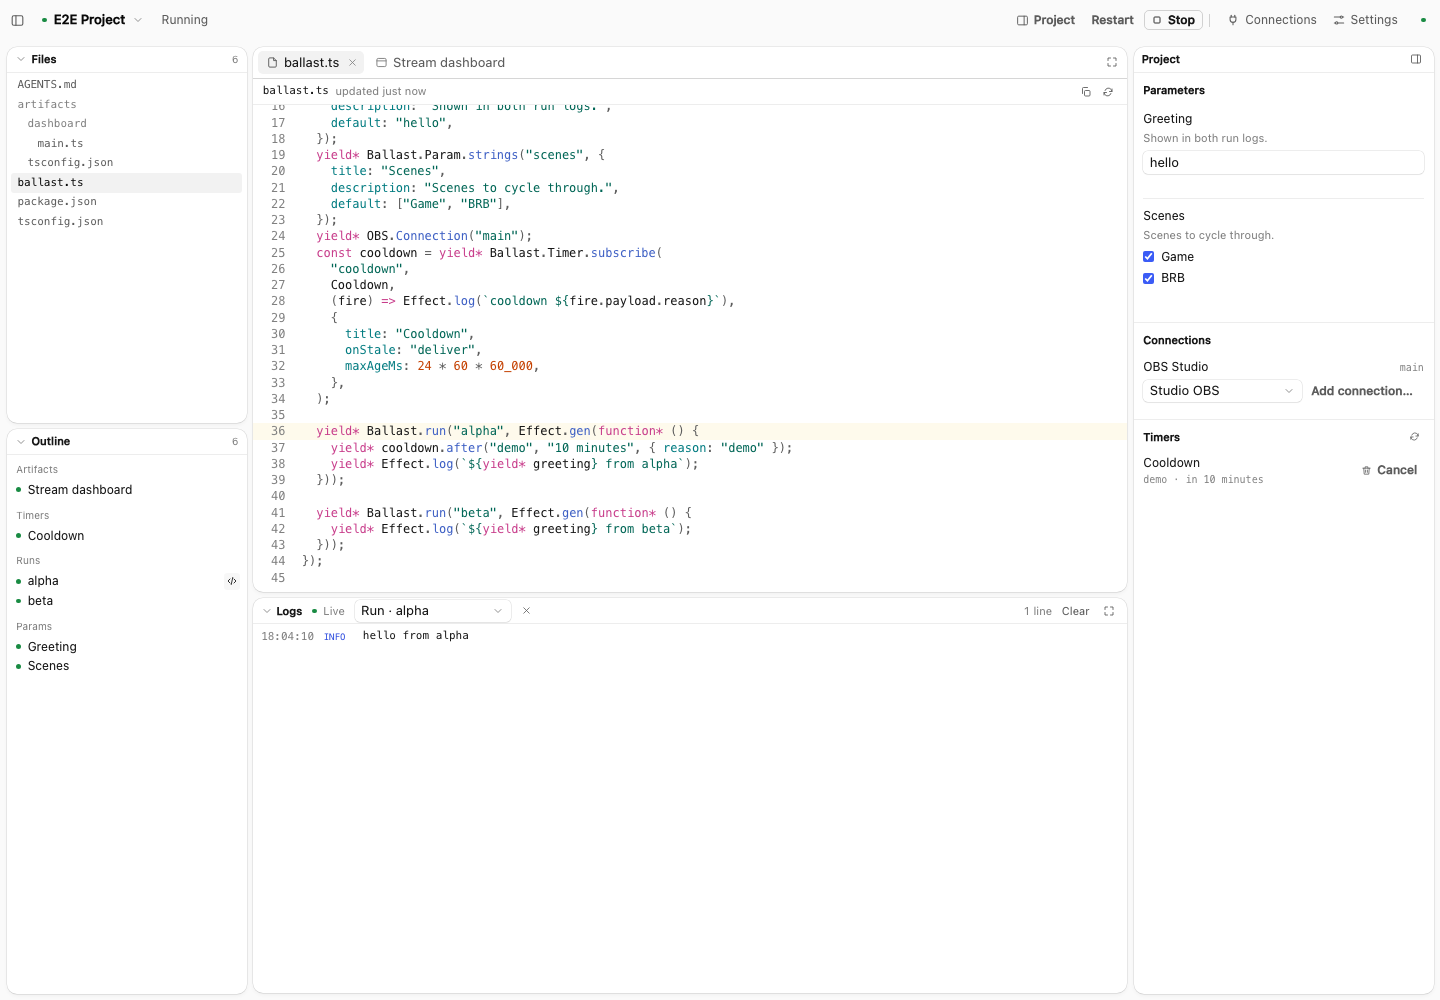 E2E Project
Running
Project
Restart
Stop
Connections
Settings
Files
6
AGENTS.md
artifacts
dashboard
main.ts
tsconfig.json
ballast.ts
package.json
tsconfig.json
Outline
6
Artifacts
Stream dashboard
Timers
Cooldown
Runs
alpha
beta
Params
Greeting
Scenes
ballast.ts
Stream dashboard
ballast.ts updated just now
16     description: "Shown in both run logs.",
17     default: "hello",
18   });
19   yield* Ballast.Param.strings("scenes", {
20     title: "Scenes",
21     description: "Scenes to cycle through.",
22     default: ["Game", "BRB"],
23   });
24   yield* OBS.Connection("main");
25   const cooldown = yield* Ballast.Timer.subscribe(
26     "cooldown",
27     Cooldown,
28     (fire) => Effect.log(`cooldown ${fire.payload.reason}`),
29     {
30       title: "Cooldown",
31       onStale: "deliver",
32       maxAgeMs: 24 * 60 * 60_000,
33     },
34   );
35
36   yield* Ballast.run("alpha", Effect.gen(function* () {
37     yield* cooldown.after("demo", "10 minutes", { reason: "demo" });
38     yield* Effect.log(`${yield* greeting} from alpha`);
39   }));
40
41   yield* Ballast.run("beta", Effect.gen(function* () {
42     yield* Effect.log(`${yield* greeting} from beta`);
43   }));
44 });
45
Logs
Live
Run · alpha
1 line
Clear
18:04:10 INFO hello from alpha
Project
Parameters
Greeting
Shown in both run logs.
hello
Scenes
Scenes to cycle through.
Game
BRB
Connections
OBS Studio
main
Studio OBS
Add connection...
Timers
Cooldown
demo · in 10 minutes
Cancel